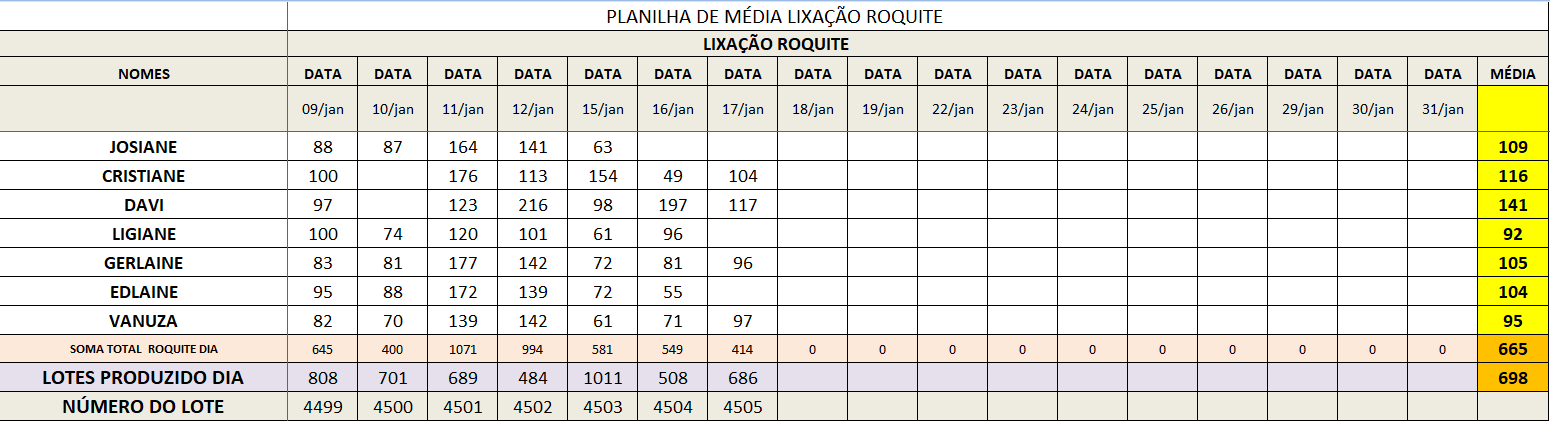 PLANILHA DE MÉDIA LIXAÇÃO ROQUITE
LIXAÇÃO ROQUITE
NOMES DATA DATA DATA DATA DATA DATA DATA DATA DATA DATA DATA DATA DATA DATA DATA DATA DATA MÉDIA
09/jan 10/jan 11/jan 12/jan 15/jan 16/jan 17/jan 18/jan 19/jan 22/jan 23/jan 24/jan 25/jan 26/jan 29/jan 30/jan 31/jan
JOSIANE 88 87 164 141 63 109
CRISTIANE 100 176 113 154 49 104 116
DAVI 97 123 216 98 197 117 141
LIGIANE 100 74 120 101 61 96 92
GERLAINE 83 81 177 142 72 81 96 105
EDLAINE 95 88 172 139 72 55 104
VANUZA 82 70 139 142 61 71 97 95
SOMA TOTAL ROQUITE DIA 645 400 1071 994 581 549 414 0 0 0 0 0 0 0 0 0 0 665
LOTES PRODUZIDO DIA 808 701 689 484 1011 508 686 698
NÚMERO DO LOTE 4499 4500 4501 4502 4503 4504 4505